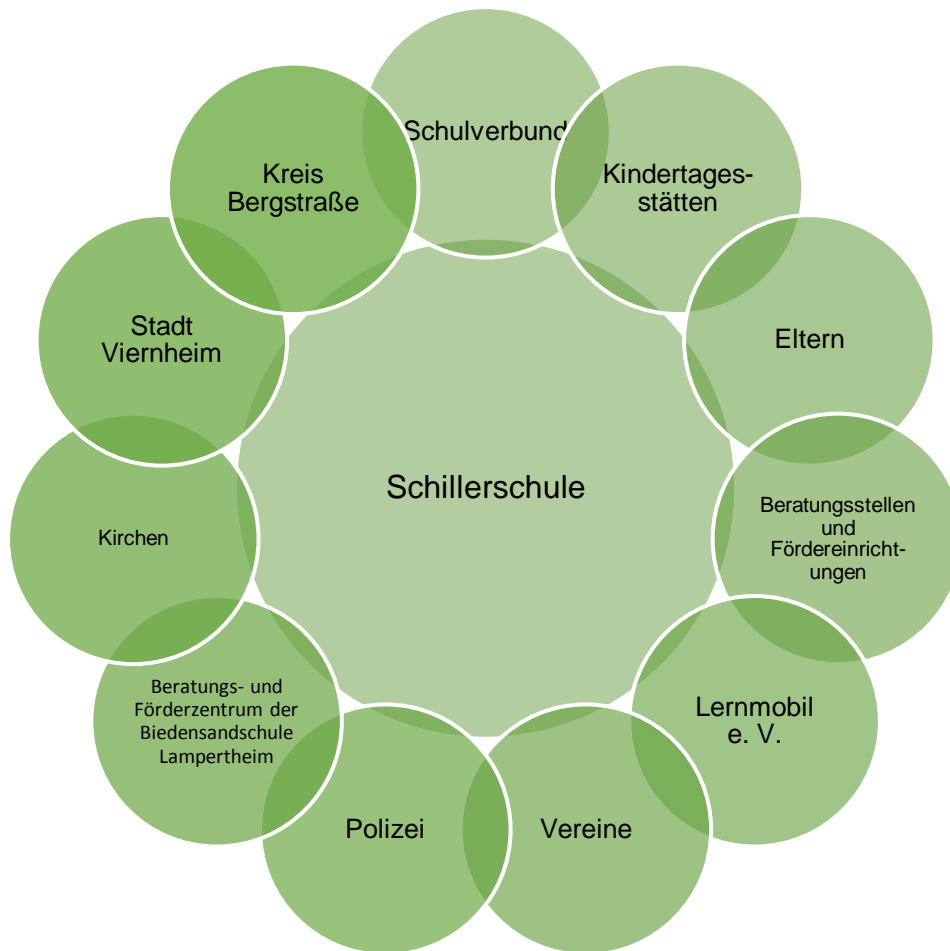 Schulverbund
Kindertages-
stätten
Eltern
Beratungsstellen
und
Fördereinricht-
ungen
Lernmobil
e. V.
Vereine
Polizei
Beratungs- und
Förderzentrum der
Biedensandschule
Lampertheim
Kirchen
Stadt
Viernheim
Kreis
Bergstraße
Schillerschule